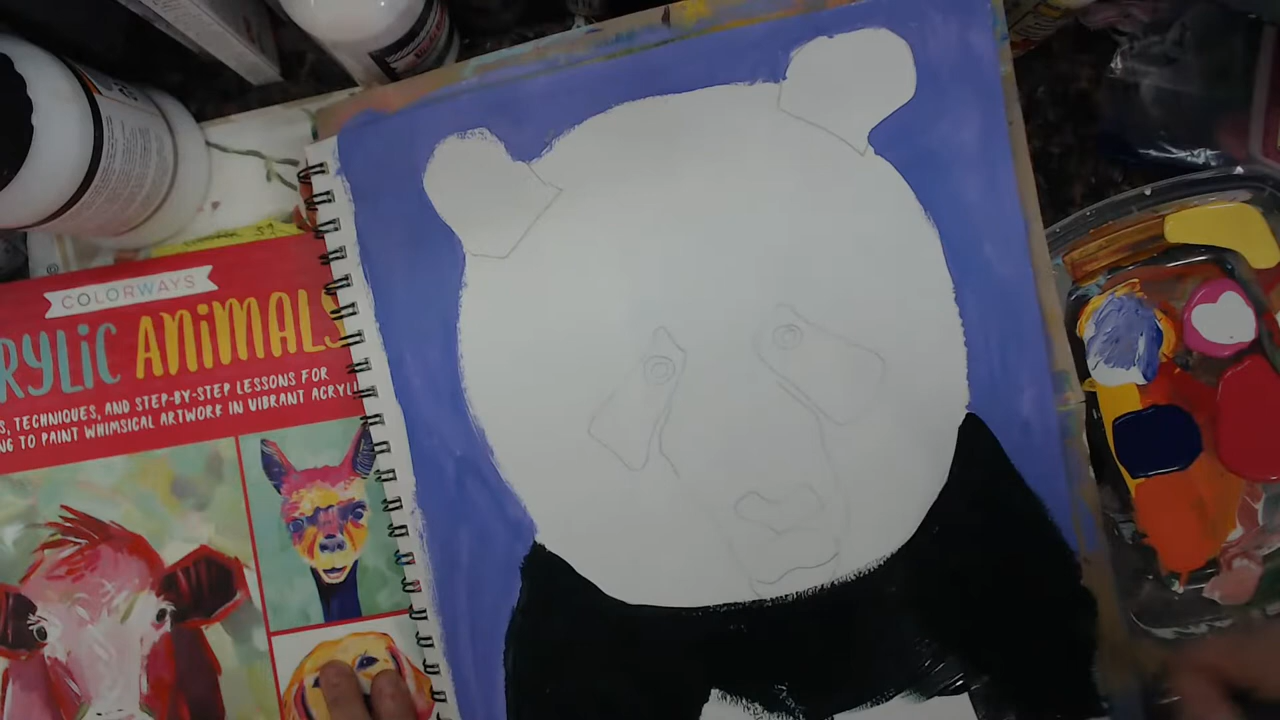 COLORWAYS
RYLIC ANIMALS
S, TECHNIQUES, AND STEP-BY-STEP LESSONS FOR
NG TO PAINT WHIMSICAL ARTWORK IN VIBRANT ACRYL